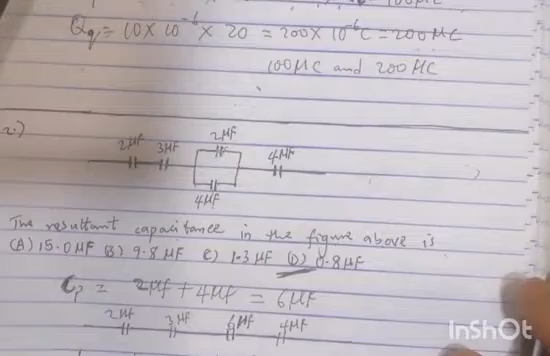 100μC
Qq = 10 × 10⁻⁶ × 20 = 200 × 10⁻⁶C = 200μC
100μC and 200μC
2.)
2μF 3μF 2μF 4μF
4μF
The resultant capacitance in the figure above is
(A) 15.0μF (B) 9.8μF (C) 1.3μF (D) 0.8μF
Cp = 2μF + 4μF = 6μF
2μF 3μF 6μF 4μF
InShOt